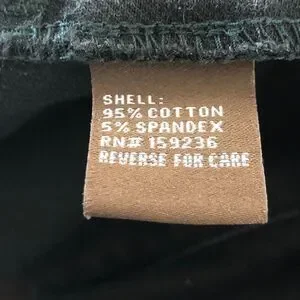 SHELL:
95% COTTON
5% SPANDEX
RN# 159236
REVERSE FOR CARE